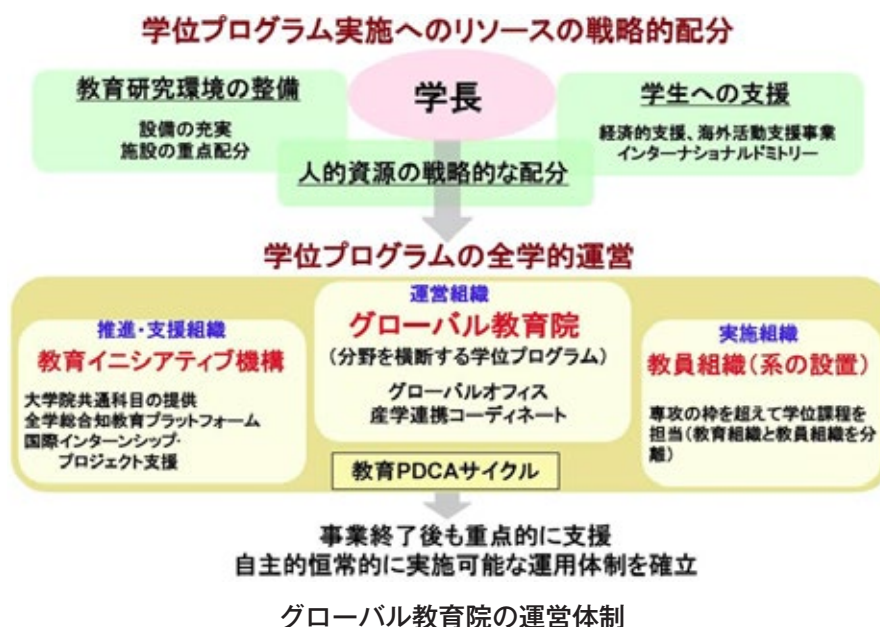 学位プログラム実施へのリソースの戦略的配分
教育研究環境の整備
設備の充実
施設の重点配分
学長
学生への支援
経済的支援、海外活動支援事業
インターナショナルドミトリー
人的資源の戦略的な配分
学位プログラムの全学的運営
推進・支援組織
教育イニシアティブ機構
大学院共通科目の提供
全学総合知教育プラットフォーム
国際インターンシップ・
プロジェクト支援
運営組織
グローバル教育院
(分野を横断する学位プログラム)
グローバルオフィス
産学連携コーディネート
実施組織
教員組織(系の設置)
専攻の枠を超えて学位課程を
担当(教育組織と教員組織を分
離)
教育PDCAサイクル
事業終了後も重点的に支援
自主的恒常的に実施可能な運用体制を確立
グローバル教育院の運営体制